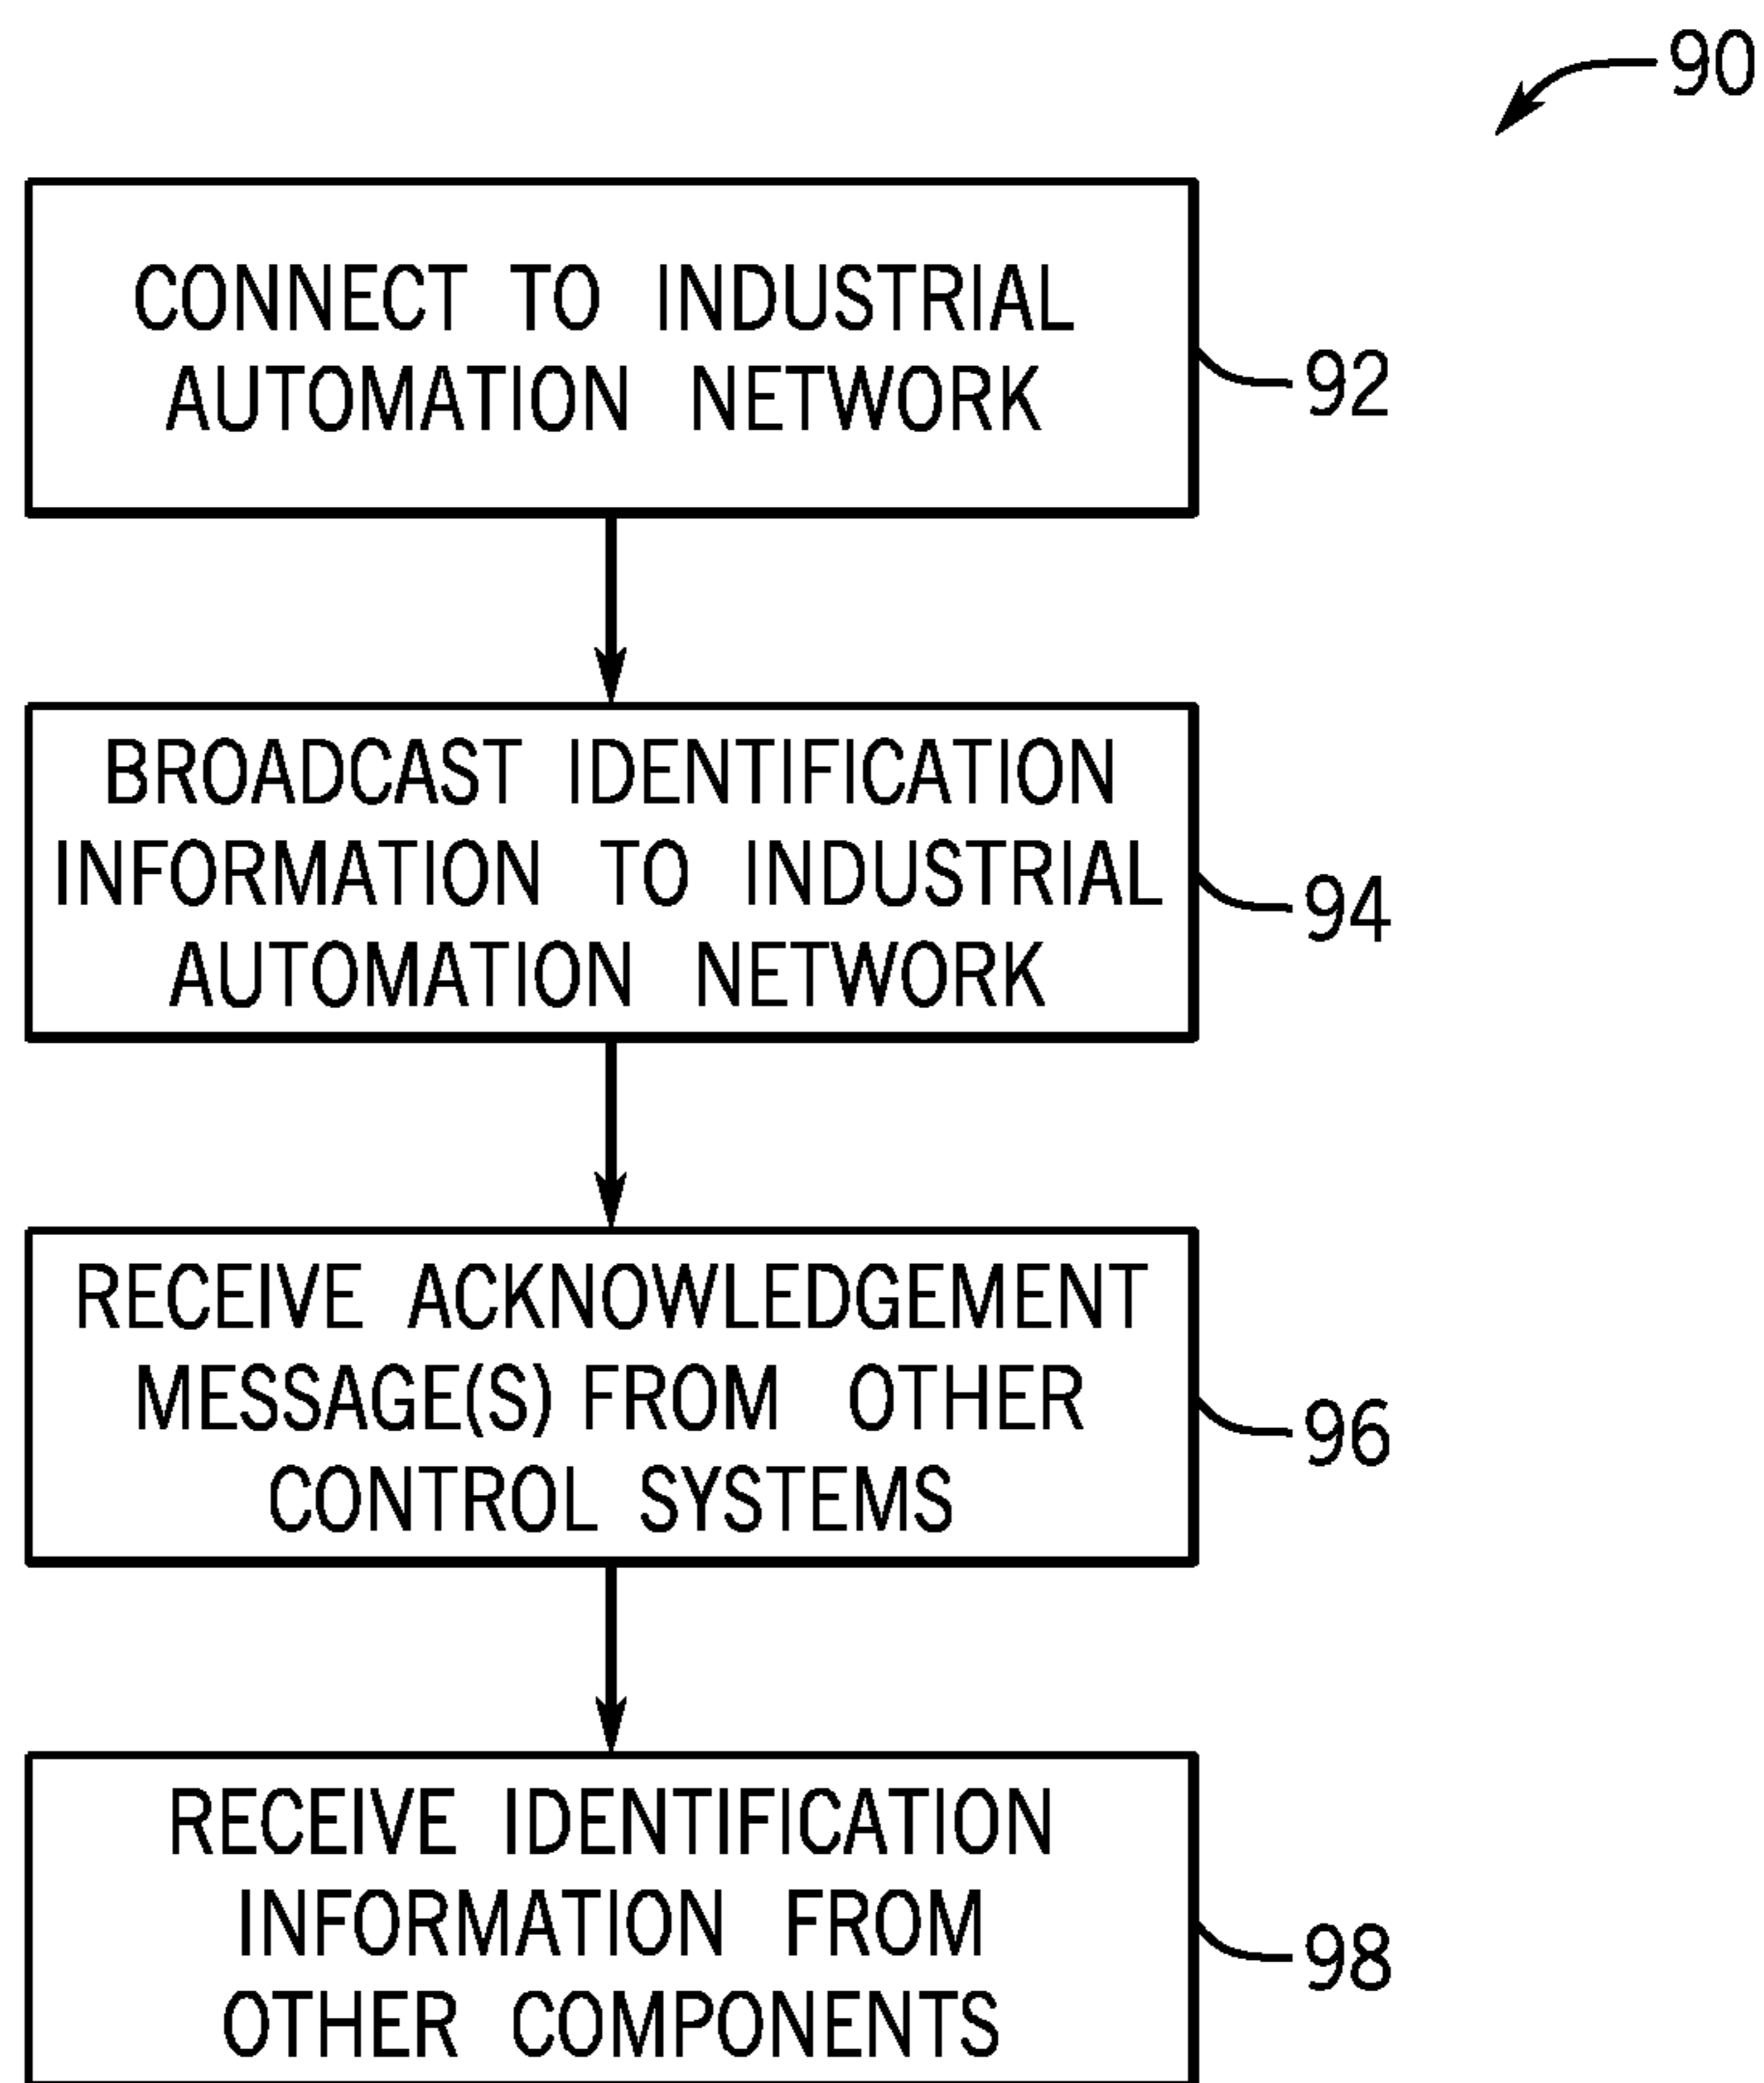 90
CONNECT TO INDUSTRIAL
AUTOMATION NETWORK
92
BROADCAST IDENTIFICATION
INFORMATION TO INDUSTRIAL
AUTOMATION NETWORK
94
RECEIVE ACKNOWLEDGEMENT
MESSAGE(S) FROM OTHER
CONTROL SYSTEMS
96
RECEIVE IDENTIFICATION
INFORMATION FROM
OTHER COMPONENTS
98